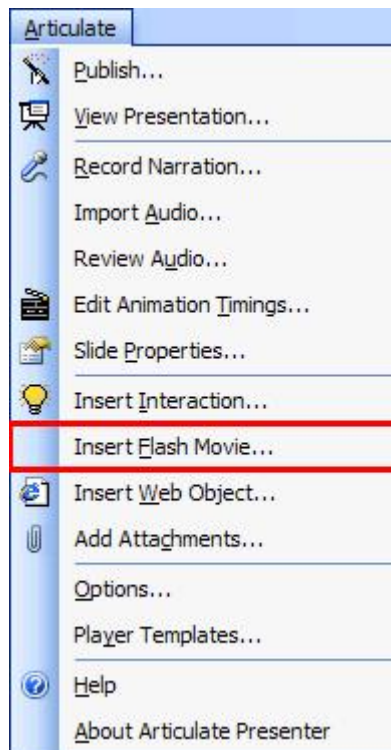 Articulate
Publish...
View Presentation...
Record Narration...
Import Audio...
Review Audio...
Edit Animation Timings...
Slide Properties...
Insert Interaction...
Insert Flash Movie...
Insert Web Object...
Add Attachments...
Options...
Player Templates...
Help
About Articulate Presenter